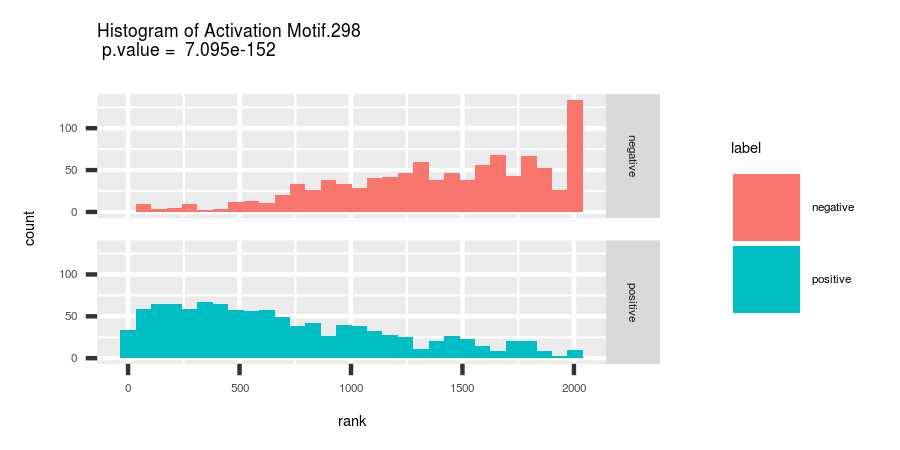 Histogram of Activation Motif.298
p.value = 7.095e-152
count
100
50
0
negative
100
50
0
positive
0 500 1000 1500 2000
rank
label
negative
positive